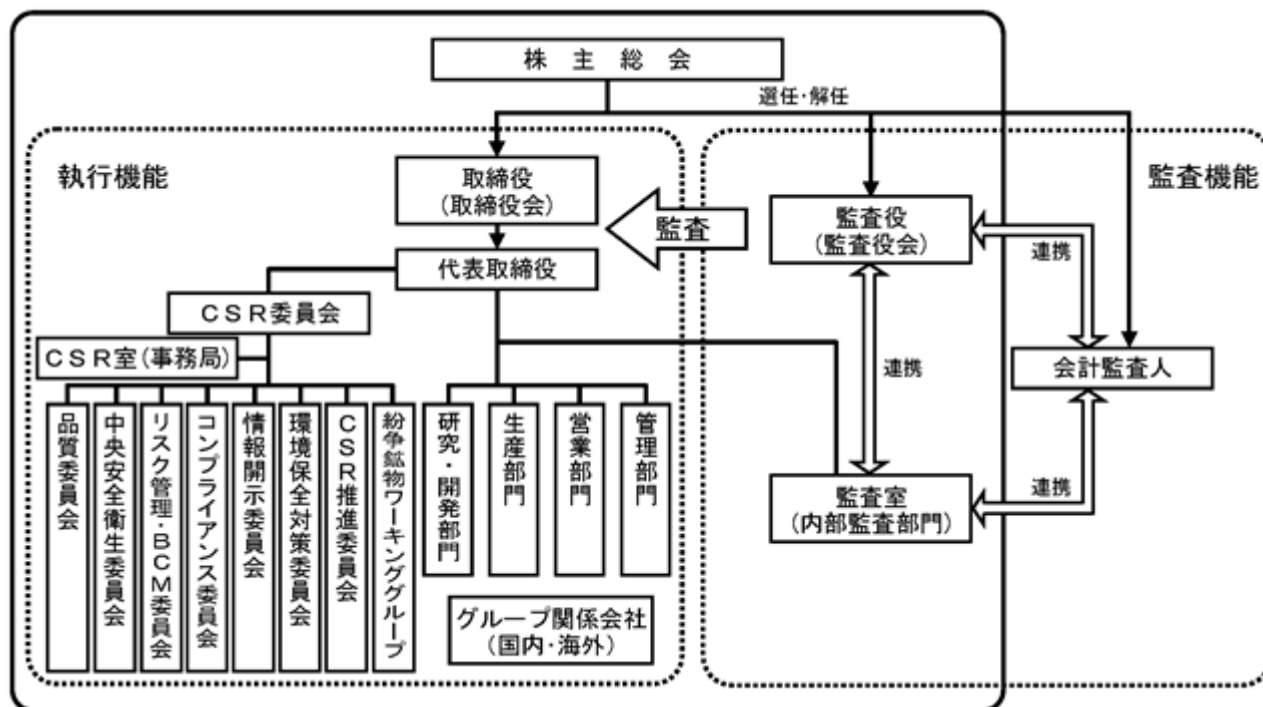 株主総会
選任・解任
執行機能
監査機能
取締役
(取締役会)
監査
監査役
(監査役会)
連携
代表取締役
CSR委員会
CSR室(事務局)
連携
会計監査人
品質委員会
中央安全衛生委員会
リスク管理・BCM委員会
コンプライアンス委員会
情報開示委員会
環境保全対策委員会
CSR推進委員会
紛争鉱物ワーキンググループ
研究・開発部門
生産部門
営業部門
管理部門
監査室
(内部監査部門)
連携
グループ関係会社
(国内・海外)